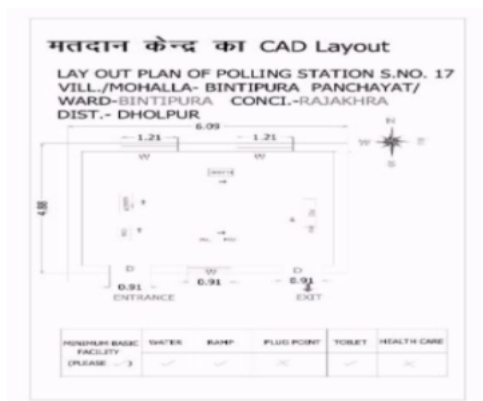 मतदान केन्द्र का CAD Layout
LAY OUT PLAN OF POLLING STATION S.NO. 17
VILL./MOHALLA- BINTIPURA PANCHAYAT/
WARD-BINTIPURA CONCI.-RAJAKHRA
DIST.- DHOLPUR
6.09
N
1.21 1.21
W E
W W
S
4.88
D W D
0.91 0.91 0.91
ENTRANCE EXIT
MINIMUM BASIC FACILITY (PLEASE ✓) WATER RAMP PLUG POINT TOILET HEALTH CARE
✓ ✓ × ✓ ×